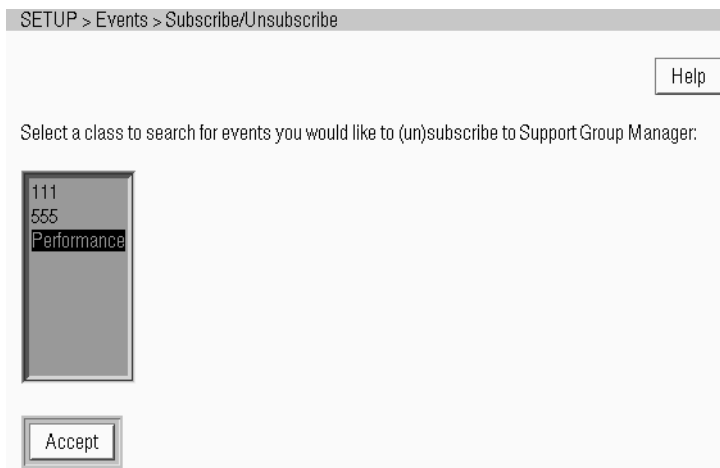 SETUP > Events > Subscribe/Unsubscribe
Help
Select a class to search for events you would like to (un)subscribe to Support Group Manager:
111
555
Performance
Accept